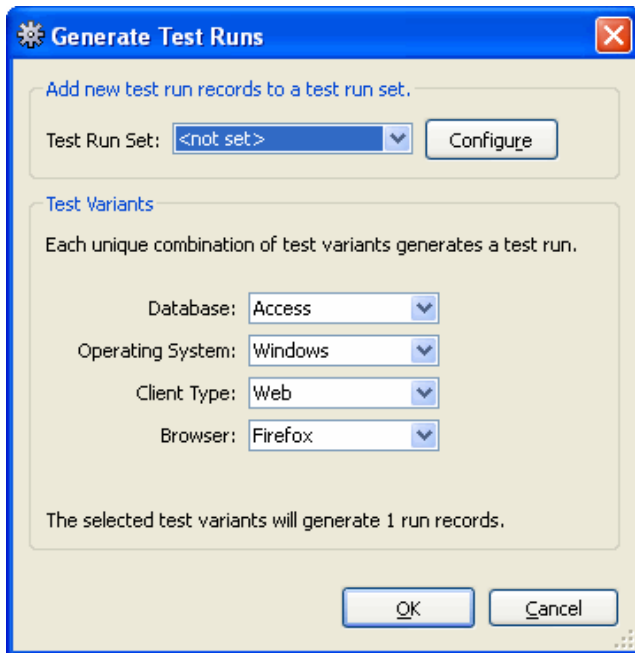 Generate Test Runs
Add new test run records to a test run set.
Test Run Set: <not set> Configure
Test Variants
Each unique combination of test variants generates a test run.
Database: Access
Operating System: Windows
Client Type: Web
Browser: Firefox
The selected test variants will generate 1 run records.
OK Cancel